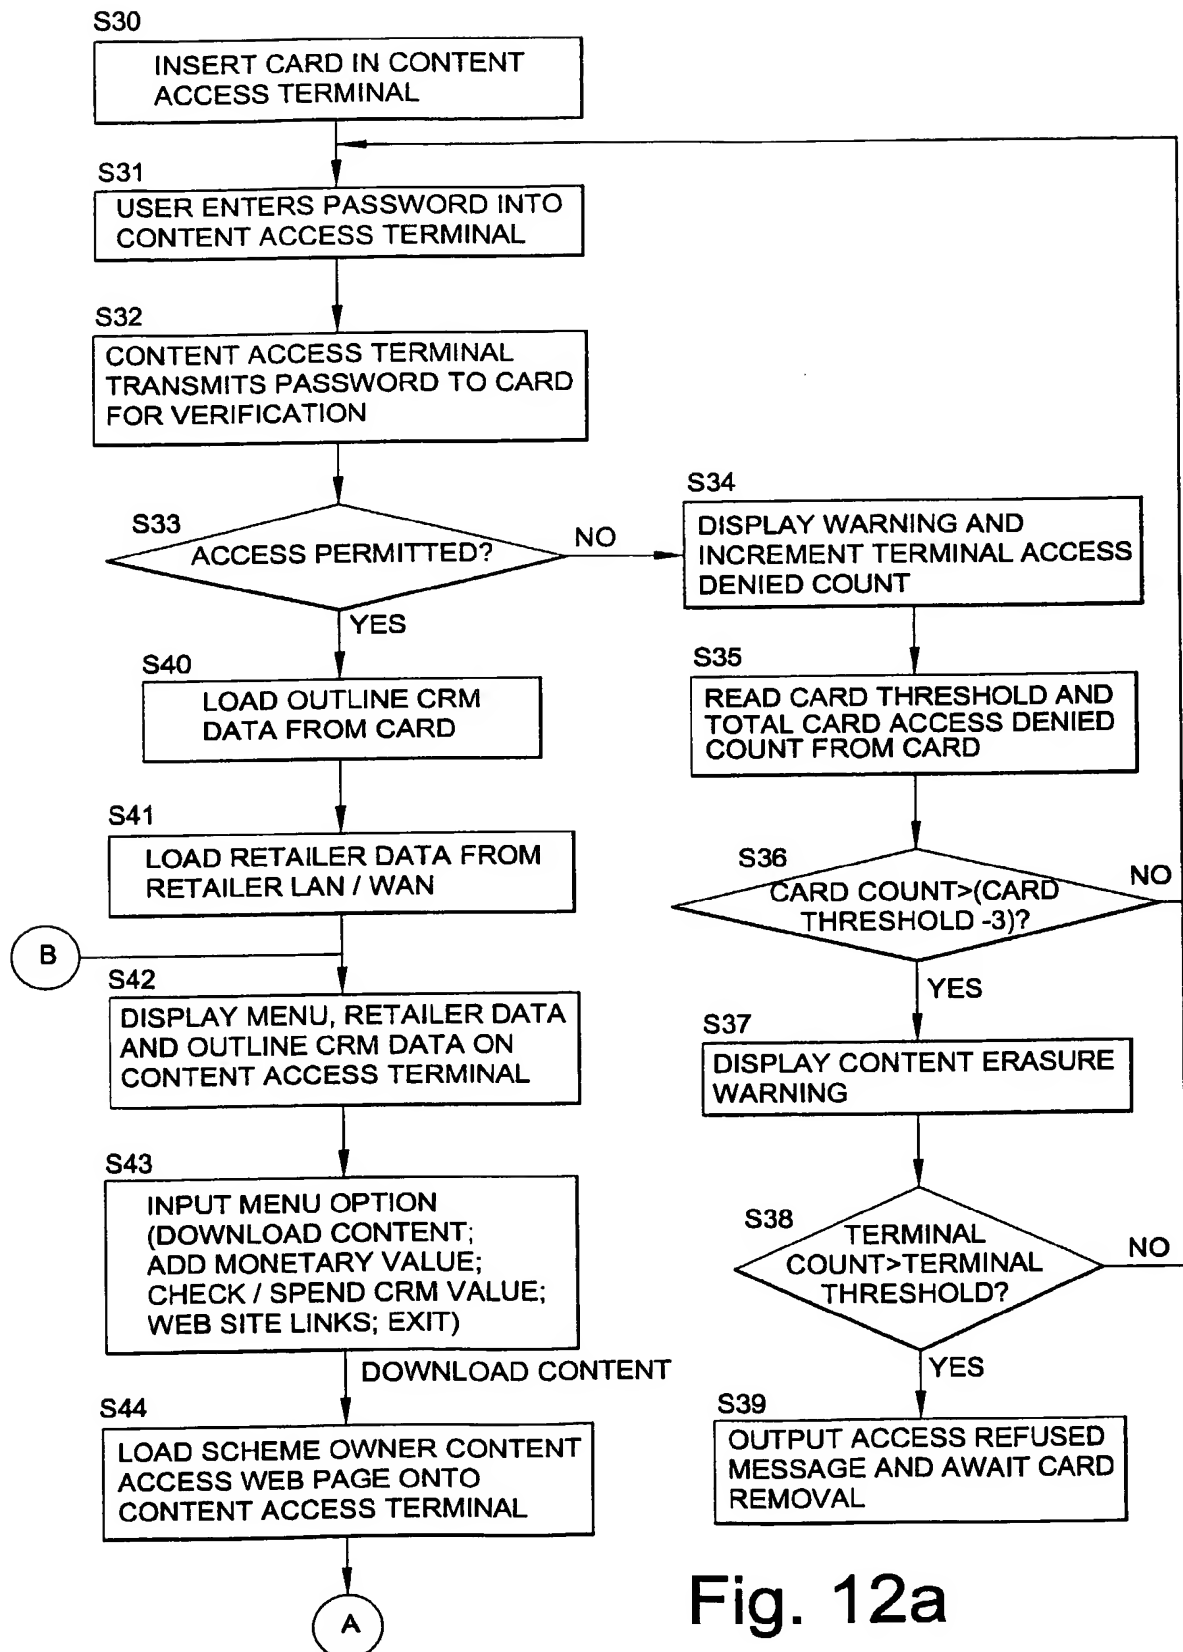 S30
INSERT CARD IN CONTENT
ACCESS TERMINAL
S31
USER ENTERS PASSWORD INTO
CONTENT ACCESS TERMINAL
S32
CONTENT ACCESS TERMINAL
TRANSMITS PASSWORD TO CARD
FOR VERIFICATION
S33
ACCESS PERMITTED?
NO
YES
S34
DISPLAY WARNING AND
INCREMENT TERMINAL ACCESS
DENIED COUNT
S35
READ CARD THRESHOLD AND
TOTAL CARD ACCESS DENIED
COUNT FROM CARD
S36
CARD COUNT>(CARD
THRESHOLD -3)?
NO
YES
S37
DISPLAY CONTENT ERASURE
WARNING
S38
TERMINAL
COUNT>TERMINAL
THRESHOLD?
NO
YES
S39
OUTPUT ACCESS REFUSED
MESSAGE AND AWAIT CARD
REMOVAL
S40
LOAD OUTLINE CRM
DATA FROM CARD
S41
LOAD RETAILER DATA FROM
RETAILER LAN / WAN
B
S42
DISPLAY MENU, RETAILER DATA
AND OUTLINE CRM DATA ON
CONTENT ACCESS TERMINAL
S43
INPUT MENU OPTION
(DOWNLOAD CONTENT;
ADD MONETARY VALUE;
CHECK / SPEND CRM VALUE;
WEB SITE LINKS; EXIT)
DOWNLOAD CONTENT
S44
LOAD SCHEME OWNER CONTENT
ACCESS WEB PAGE ONTO
CONTENT ACCESS TERMINAL
A
Fig. 12a